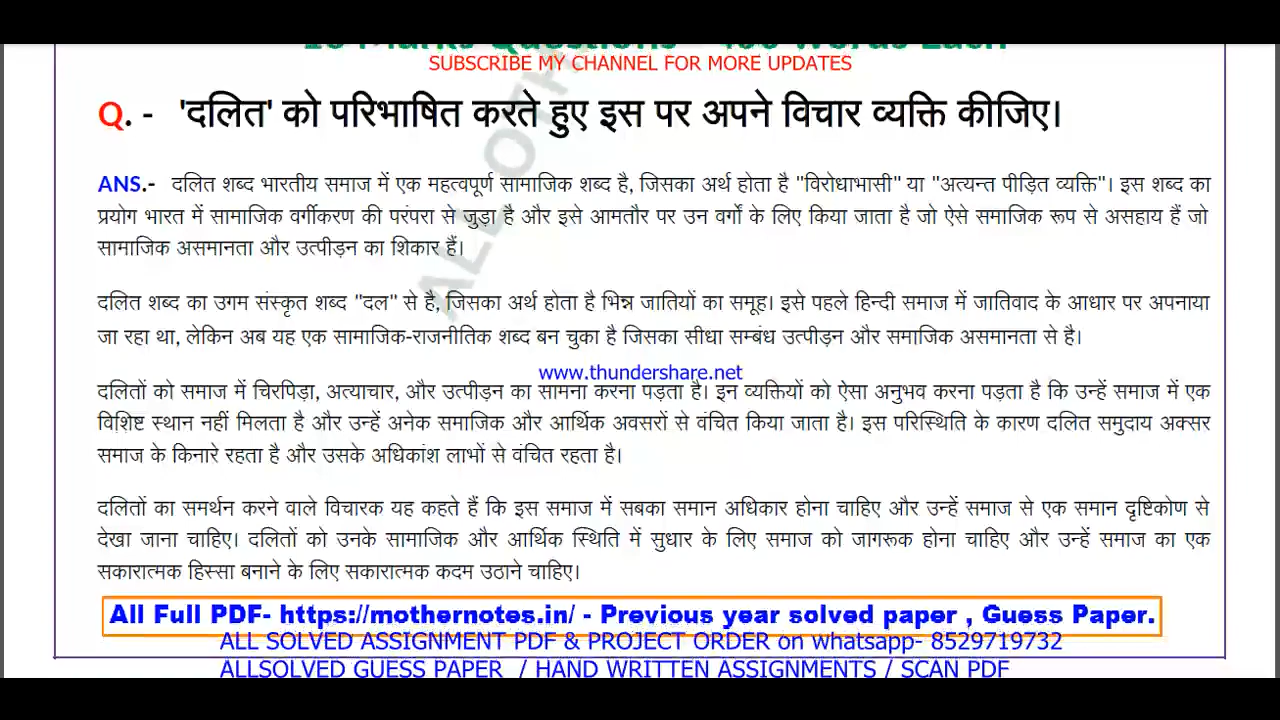 SUBSCRIBE MY CHANNEL FOR MORE UPDATES
Q. - 'दलित' को परिभाषित करते हुए इस पर अपने विचार व्यक्ति कीजिए।
ANS.- दलित शब्द भारतीय समाज में एक महत्वपूर्ण सामाजिक शब्द है, जिसका अर्थ होता है "विरोधाभासी" या "अत्यन्त पीड़ित व्यक्ति"। इस शब्द का
प्रयोग भारत में सामाजिक वर्गीकरण की परंपरा से जुड़ा है और इसे आमतौर पर उन वर्गों के लिए किया जाता है जो ऐसे समाजिक रूप से असहाय हैं जो
सामाजिक असमानता और उत्पीड़न का शिकार हैं।
दलित शब्द का उगम संस्कृत शब्द "दल" से है, जिसका अर्थ होता है भिन्न जातियों का समूह। इसे पहले हिन्दी समाज में जातिवाद के आधार पर अपनाया
जा रहा था, लेकिन अब यह एक सामाजिक-राजनीतिक शब्द बन चुका है जिसका सीधा सम्बंध उत्पीड़न और समाजिक असमानता से है।
www.thundershare.net
दलितों को समाज में चिरपिड़ा, अत्याचार, और उत्पीड़न का सामना करना पड़ता है। इन व्यक्तियों को ऐसा अनुभव करना पड़ता है कि उन्हें समाज में एक
विशिष्ट स्थान नहीं मिलता है और उन्हें अनेक समाजिक और आर्थिक अवसरों से वंचित किया जाता है। इस परिस्थिति के कारण दलित समुदाय अक्सर
समाज के किनारे रहता है और उसके अधिकांश लाभों से वंचित रहता है।
दलितों का समर्थन करने वाले विचारक यह कहते हैं कि इस समाज में सबका समान अधिकार होना चाहिए और उन्हें समाज से एक समान दृष्टिकोण से
देखा जाना चाहिए। दलितों को उनके सामाजिक और आर्थिक स्थिति में सुधार के लिए समाज को जागरूक होना चाहिए और उन्हें समाज का एक
सकारात्मक हिस्सा बनाने के लिए सकारात्मक कदम उठाने चाहिए।
All Full PDF- https://mothernotes.in/ - Previous year solved paper , Guess Paper.
ALL SOLVED ASSIGNMENT PDF & PROJECT ORDER on whatsapp- 8529719732
ALLSOLVED GUESS PAPER / HAND WRITTEN ASSIGNMENTS / SCAN PDF